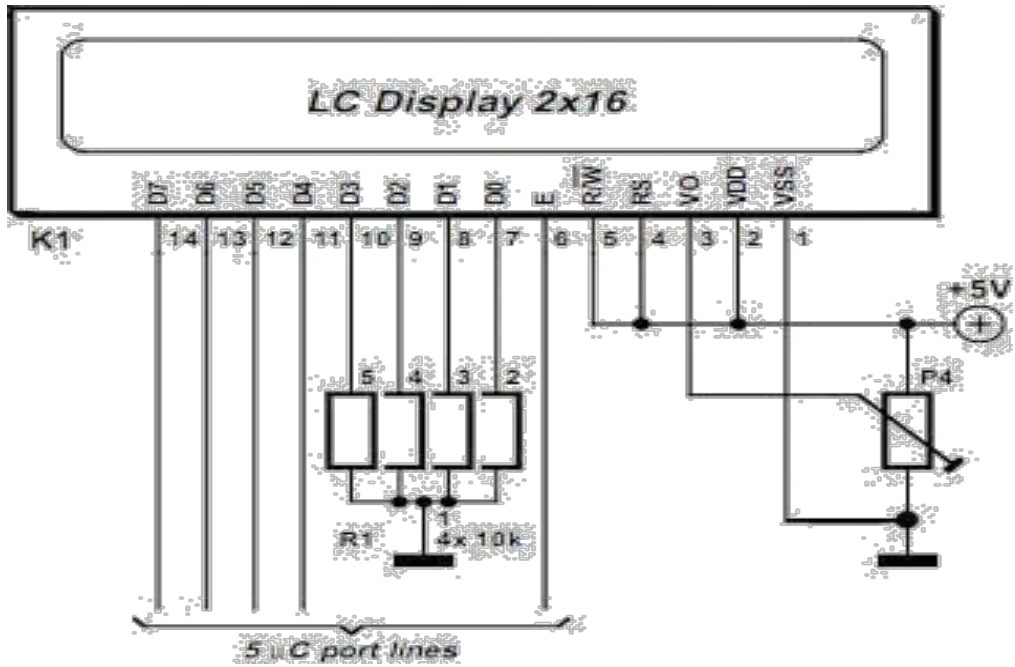 LC Display 2x16
D7 D6 D5 D4 D3 D2 D1 D0 E R/W RS VO VDD VSS
K1 14 13 12 11 10 9 8 7 6 5 4 3 2 1
+5V
5 4 3 2 P4
1
R1 4x 10k
5 µC port lines